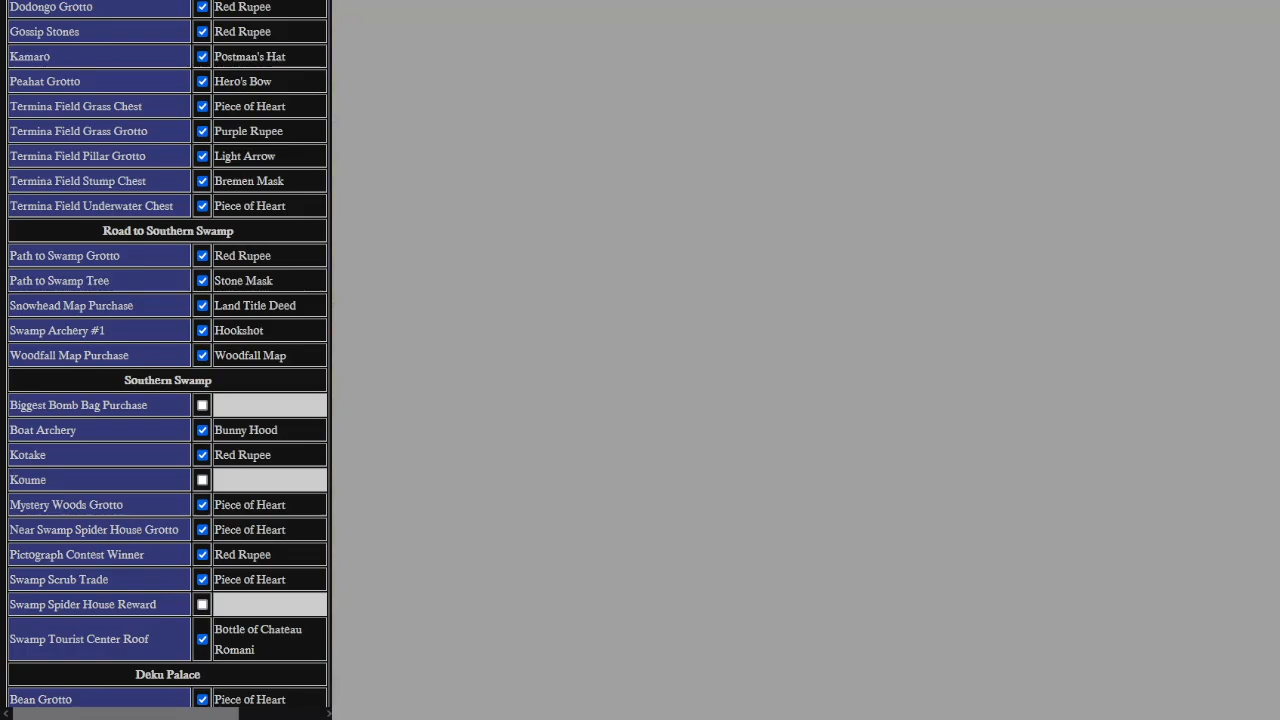 Dodongo Grotto Red Rupee
Gossip Stones Red Rupee
Kamaro Postman's Hat
Peahat Grotto Hero's Bow
Termina Field Grass Chest Piece of Heart
Termina Field Grass Grotto Purple Rupee
Termina Field Pillar Grotto Light Arrow
Termina Field Stump Chest Bremen Mask
Termina Field Underwater Chest Piece of Heart
Road to Southern Swamp
Path to Swamp Grotto Red Rupee
Path to Swamp Tree Stone Mask
Snowhead Map Purchase Land Title Deed
Swamp Archery #1 Hookshot
Woodfall Map Purchase Woodfall Map
Southern Swamp
Biggest Bomb Bag Purchase
Boat Archery Bunny Hood
Kotake Red Rupee
Koume
Mystery Woods Grotto Piece of Heart
Near Swamp Spider House Grotto Piece of Heart
Pictograph Contest Winner Red Rupee
Swamp Scrub Trade Piece of Heart
Swamp Spider House Reward
Swamp Tourist Center Roof Bottle of Chateau
Romani
Deku Palace
Bean Grotto Piece of Heart